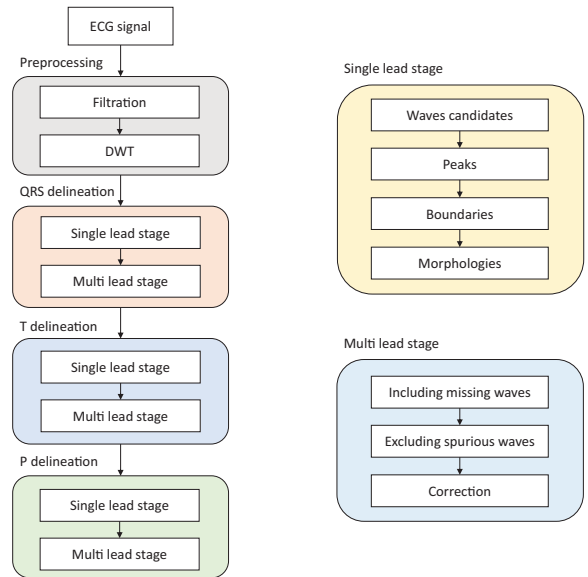 ECG signal
Preprocessing
Filtration
DWT
QRS delineation
Single lead stage
Multi lead stage
T delineation
Single lead stage
Multi lead stage
P delineation
Single lead stage
Multi lead stage
Single lead stage
Waves candidates
Peaks
Boundaries
Morphologies
Multi lead stage
Including missing waves
Excluding spurious waves
Correction